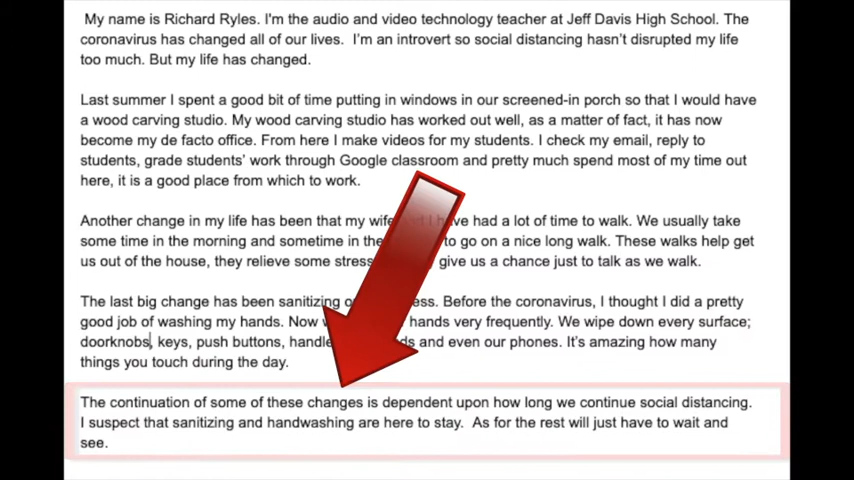 My name is Richard Ryles. I'm the audio and video technology teacher at Jeff Davis High School. The
coronavirus has changed all of our lives.  I'm an introvert so social distancing hasn't disrupted my life
too much. But my life has changed.
Last summer I spent a good bit of time putting in windows in our screened-in porch so that I would have
a wood carving studio. My wood carving studio has worked out well, as a matter of fact, it has now
become my de facto office. From here I make videos for my students. I check my email, reply to
students, grade students' work through Google classroom and pretty much spend most of my time out
here, it is a good place from which to work.
Another change in my life has been that my wife and I have had a lot of time to walk. We usually take
some time in the morning and sometime in the to go on a nice long walk. These walks help get
us out of the house, they relieve some stress give us a chance just to talk as we walk.
The last big change has been sanitizing Before the coronavirus, I thought I did a pretty
good job of washing my hands. Now hands very frequently. We wipe down every surface;
doorknobs, keys, push buttons, and even our phones. It's amazing how many
things you touch during the day.
The continuation of some of these changes is dependent upon how long we continue social distancing.
I suspect that sanitizing and handwashing are here to stay.  As for the rest will just have to wait and
see.